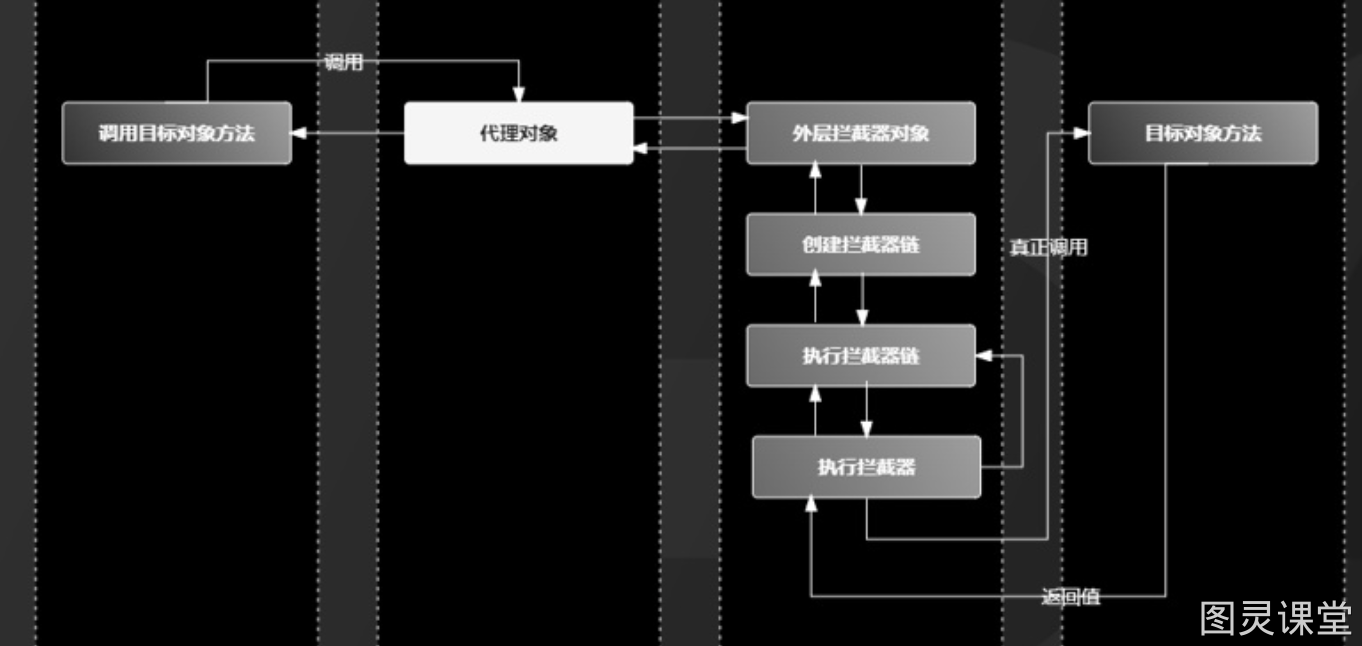 调用
调用目标对象方法
代理对象
外层拦截器对象
目标对象方法
创建拦截器链
真正调用
执行拦截器链
执行拦截器
返回值
图灵课堂